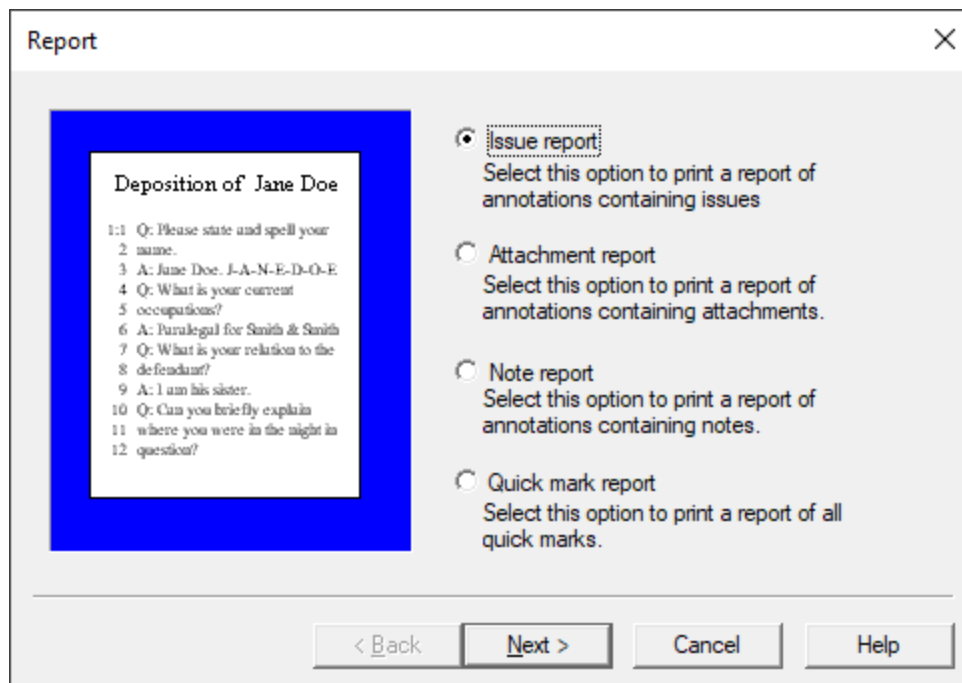 Report
Deposition of Jane Doe
1:1 Q: Please state and spell your
2 name.
3 A: Jane Doe. J-A-N-E-D-O-E
4 Q: What is your current
5 occupations?
6 A: Paralegal for Smith & Smith
7 Q: What is your relation to the
8 defendant?
9 A: I am his sister.
10 Q: Can you briefly explain
11 where you were in the night in
12 question?
Issue report
Select this option to print a report of
annotations containing issues
Attachment report
Select this option to print a report of
annotations containing attachments.
Note report
Select this option to print a report of
annotations containing notes.
Quick mark report
Select this option to print a report of all
quick marks.
< Back
Next >
Cancel
Help